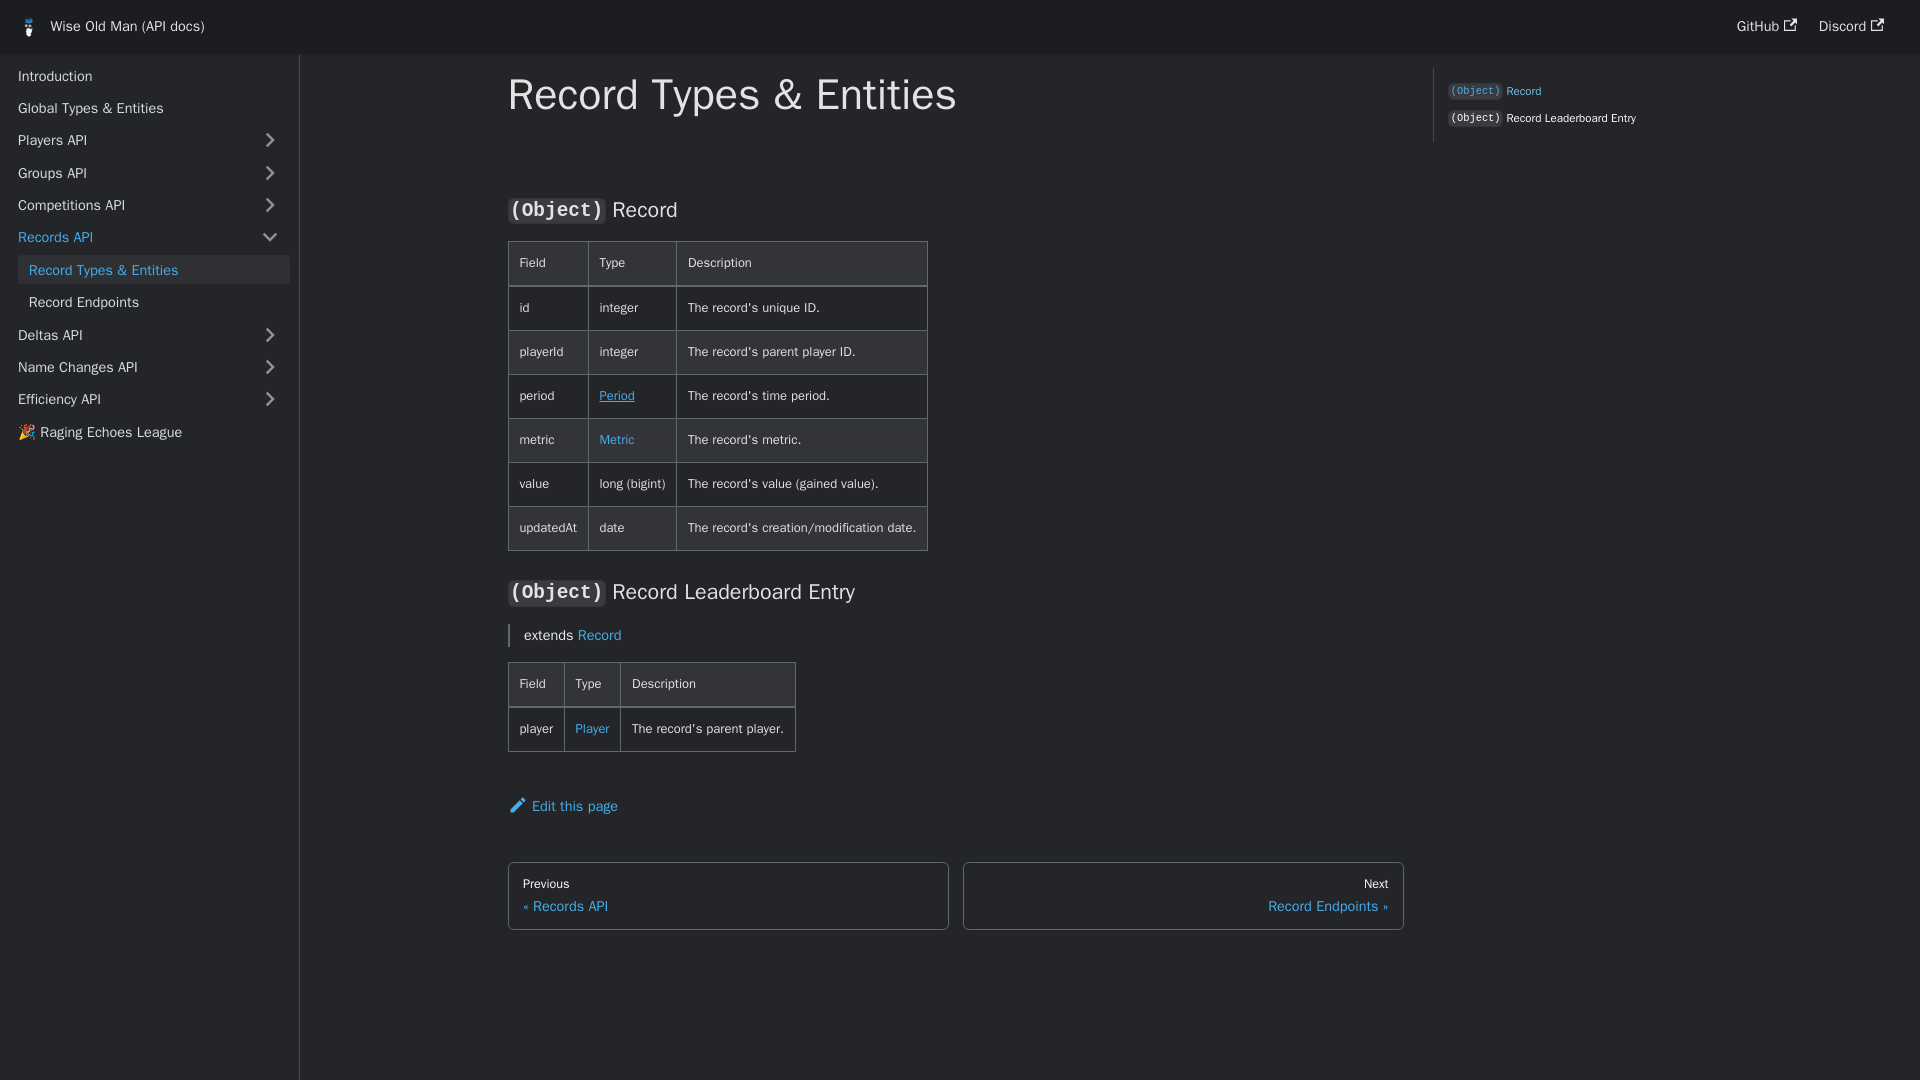 Wise Old Man (API docs)
GitHub
Discord
Introduction
Global Types & Entities
Players API
Groups API
Competitions API
Records API
Record Types & Entities
Record Endpoints
Deltas API
Name Changes API
Efficiency API
🎉 Raging Echoes League
Record Types & Entities
(Object) Record
Field Type Description
id integer The record's unique ID.
playerId integer The record's parent player ID.
period Period The record's time period.
metric Metric The record's metric.
value long (bigint) The record's value (gained value).
updatedAt date The record's creation/modification date.
(Object) Record Leaderboard Entry
extends Record
Field Type Description
player Player The record's parent player.
Edit this page
Previous
« Records API
Next
Record Endpoints »
(Object) Record
(Object) Record Leaderboard Entry